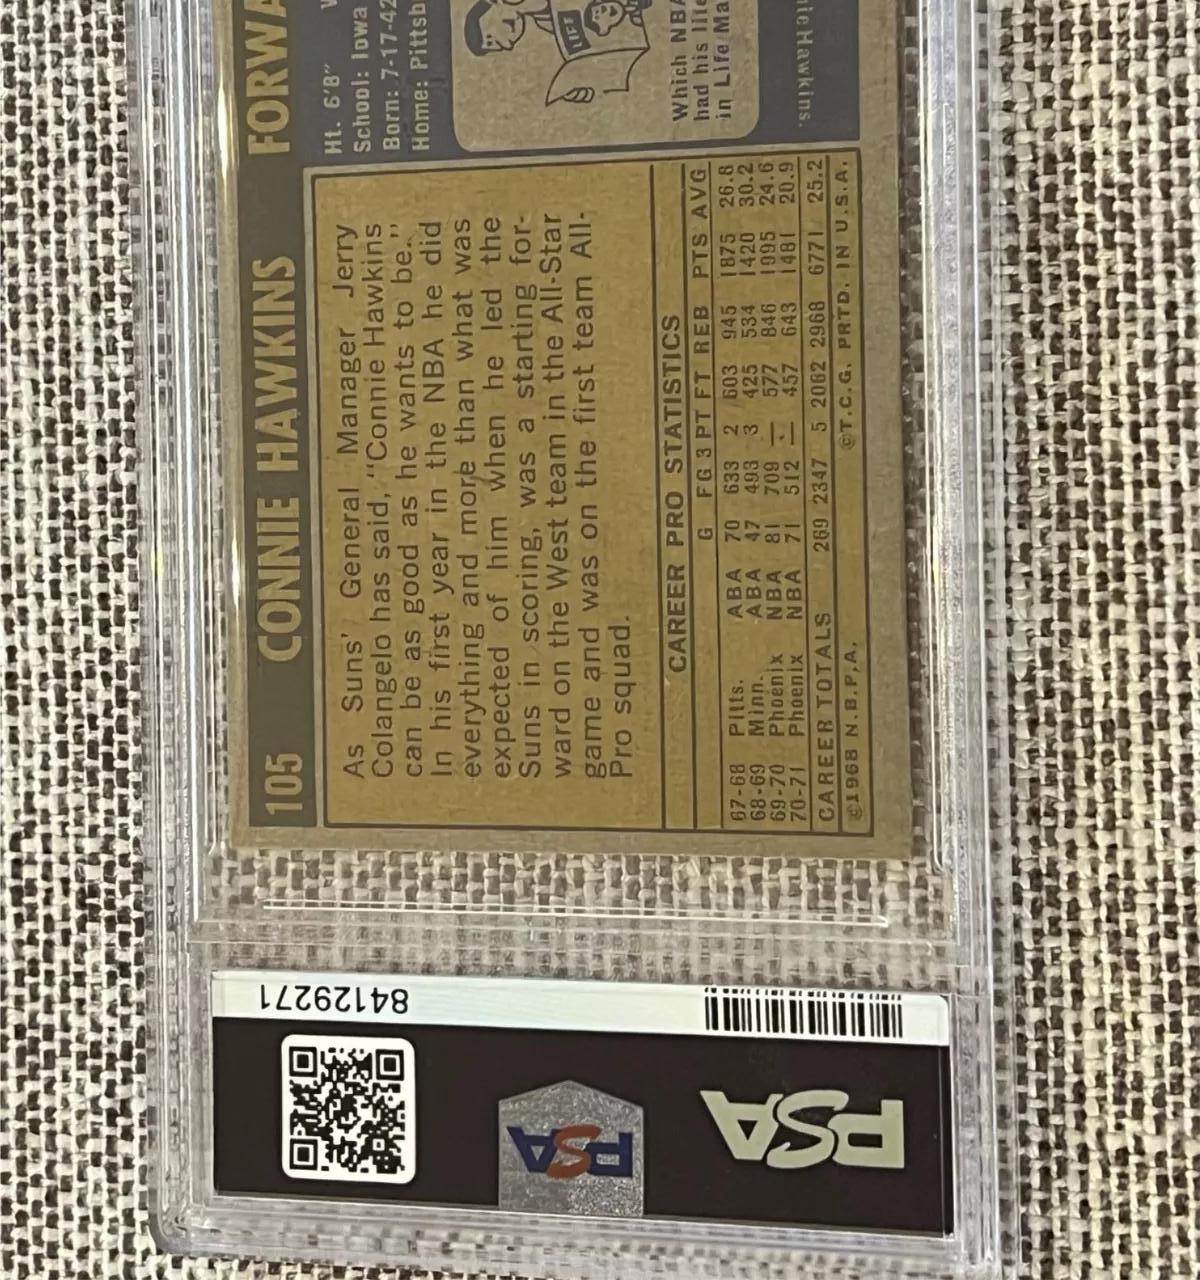 105 CONNIE HAWKINS FORWA
Ht. 6'8" W
School: Iowa
Born: 7-17-42
Home: Pittsb
As Suns' General Manager Jerry
Colangelo has said, "Connie Hawkins
can be as good as he wants to be."
In his first year in the NBA he did
everything and more than what was
expected of him when he led the
Suns in scoring, was a starting for-
ward on the West team in the All-Star
game and was on the first team All-
Pro squad.
LIFE
Which NBA
had his life
in Life Ma
nie Hawkins.
CAREER PRO STATISTICS
G FG 3PT FT REB PTS AVG
67-68 Pitts. ABA 70 633 2 603 945 1875 26.8
68-69 Minn. ABA 47 493 3 425 534 1420 30.2
69-70 Phoenix NBA 81 709 — 577 846 1995 24.6
70-71 Phoenix NBA 71 512 — 457 643 1481 20.9
CAREER TOTALS 269 2347 5 2062 2968 6771 25.2
©1968 N.B.P.A. ©T.C.G. PRTD. IN U.S.A.
84129271
PSA
PSA